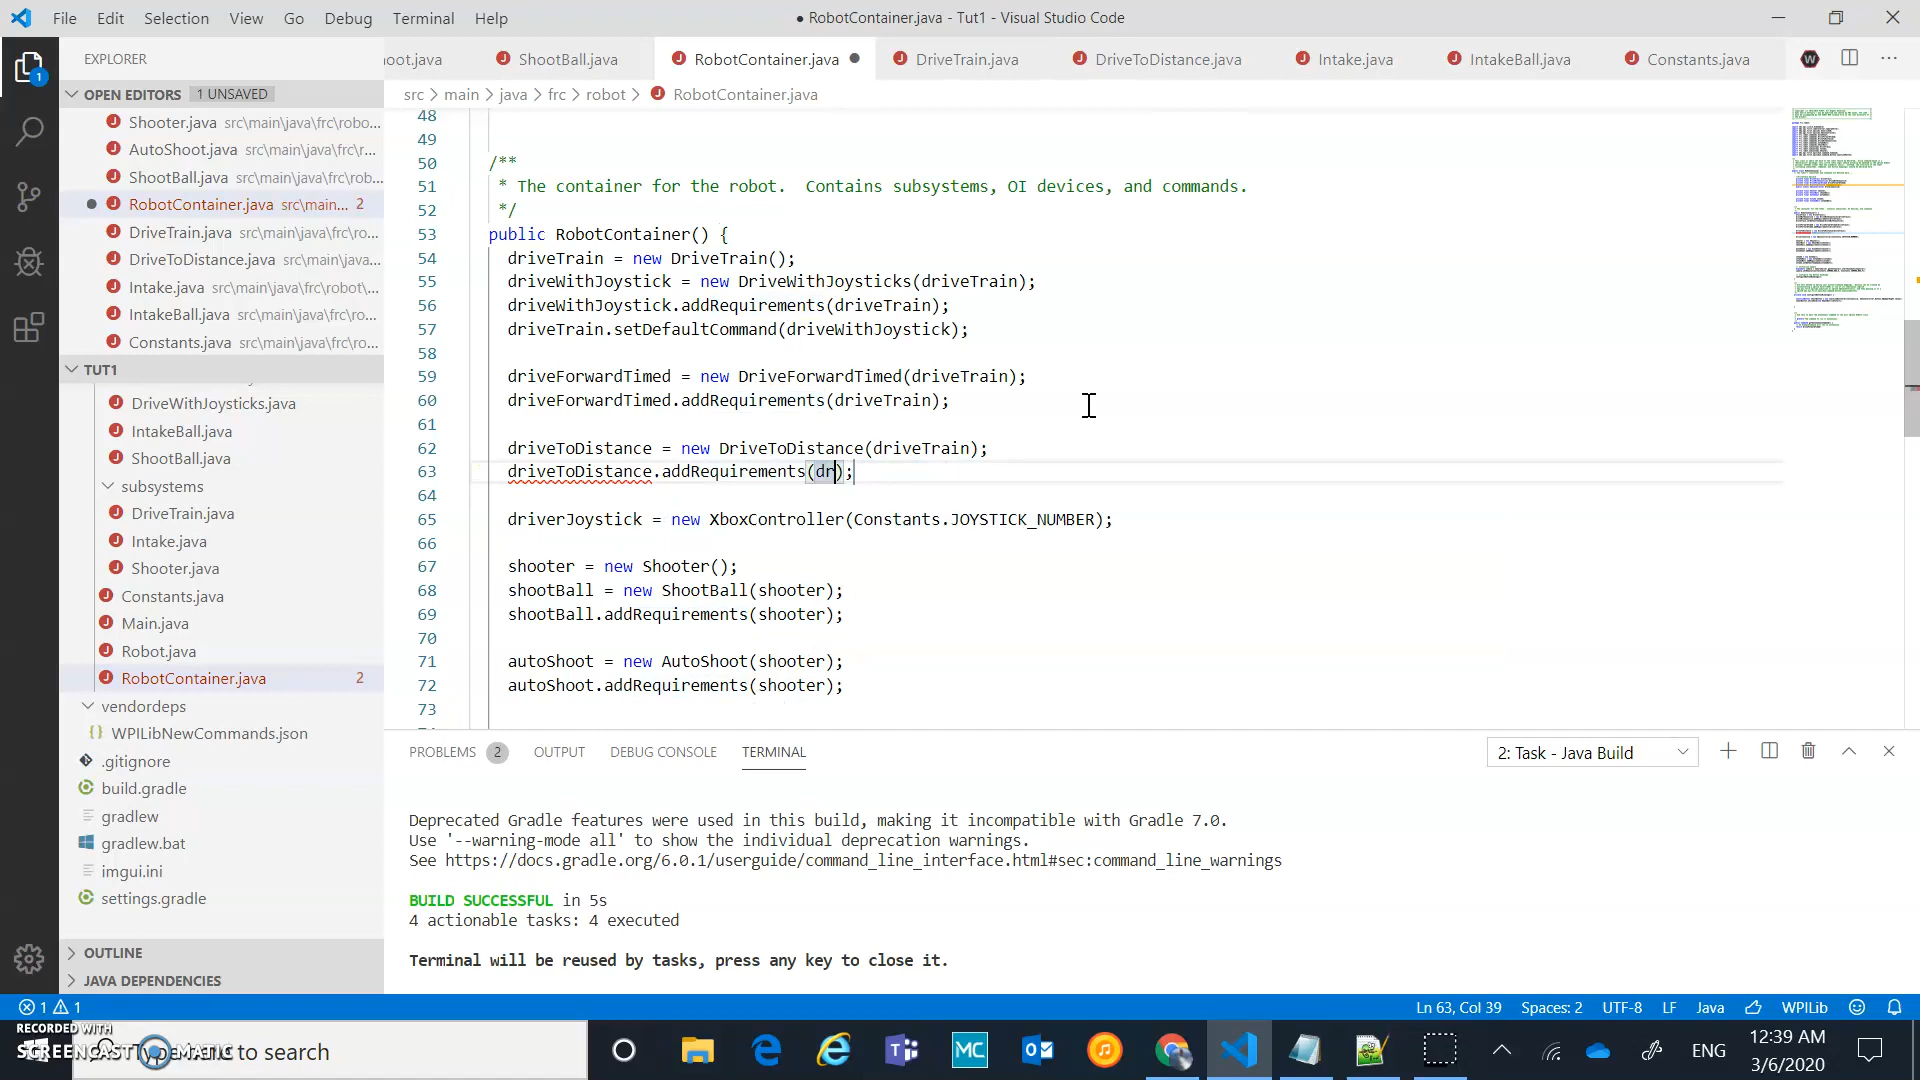 File Edit Selection View Go Debug Terminal Help
● RobotContainer.java - Tut1 - Visual Studio Code
EXPLORER
oot.java ShootBall.java RobotContainer.java DriveTrain.java DriveToDistance.java Intake.java IntakeBall.java Constants.java
OPEN EDITORS 1 UNSAVED
src > main > java > frc > robot > RobotContainer.java
Shooter.java src\main\java\frc\robo...
AutoShoot.java src\main\java\frc\r...
ShootBall.java src\main\java\frc\rob...
RobotContainer.java src\main... 2
DriveTrain.java src\main\java\frc\ro...
DriveToDistance.java src\main\java...
Intake.java src\main\java\frc\robot\...
IntakeBall.java src\main\java\frc\ro...
Constants.java src\main\java\frc\ro...
TUT1
DriveWithJoysticks.java
IntakeBall.java
ShootBall.java
subsystems
DriveTrain.java
Intake.java
Shooter.java
Constants.java
Main.java
Robot.java
RobotContainer.java 2
vendordeps
{} WPILibNewCommands.json
.gitignore
build.gradle
gradlew
gradlew.bat
imgui.ini
settings.gradle
OUTLINE
JAVA DEPENDENCIES
48
49
50 /**
51 * The container for the robot.  Contains subsystems, OI devices, and commands.
52 */
53 public RobotContainer() {
54 driveTrain = new DriveTrain();
55 driveWithJoystick = new DriveWithJoysticks(driveTrain);
56 driveWithJoystick.addRequirements(driveTrain);
57 driveTrain.setDefaultCommand(driveWithJoystick);
58
59 driveForwardTimed = new DriveForwardTimed(driveTrain);
60 driveForwardTimed.addRequirements(driveTrain);
61
62 driveToDistance = new DriveToDistance(driveTrain);
63 driveToDistance.addRequirements(dr);
64
65 driverJoystick = new XboxController(Constants.JOYSTICK_NUMBER);
66
67 shooter = new Shooter();
68 shootBall = new ShootBall(shooter);
69 shootBall.addRequirements(shooter);
70
71 autoShoot = new AutoShoot(shooter);
72 autoShoot.addRequirements(shooter);
73
PROBLEMS 2 OUTPUT DEBUG CONSOLE TERMINAL
2: Task - Java Build
Deprecated Gradle features were used in this build, making it incompatible with Gradle 7.0.
Use '--warning-mode all' to show the individual deprecation warnings.
See https://docs.gradle.org/6.0.1/userguide/command_line_interface.html#sec:command_line_warnings
BUILD SUCCESSFUL in 5s
4 actionable tasks: 4 executed
Terminal will be reused by tasks, press any key to close it.
1 1
Ln 63, Col 39 Spaces: 2 UTF-8 LF Java WPILib
RECORDED WITH
SCREENCAST MATIC
Type here to search
MC
ENG
12:39 AM
3/6/2020